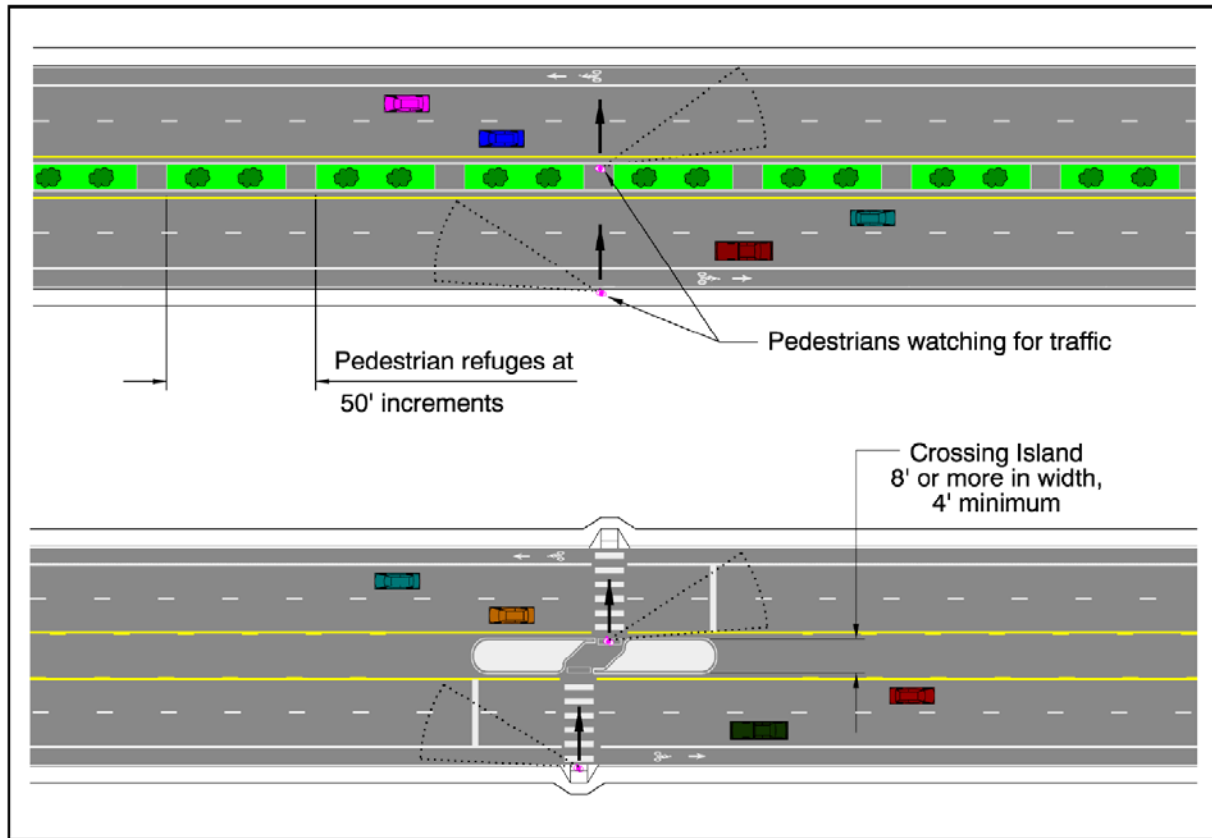 Pedestrians watching for traffic
Pedestrian refuges at
50' increments
Crossing Island
8' or more in width,
4' minimum